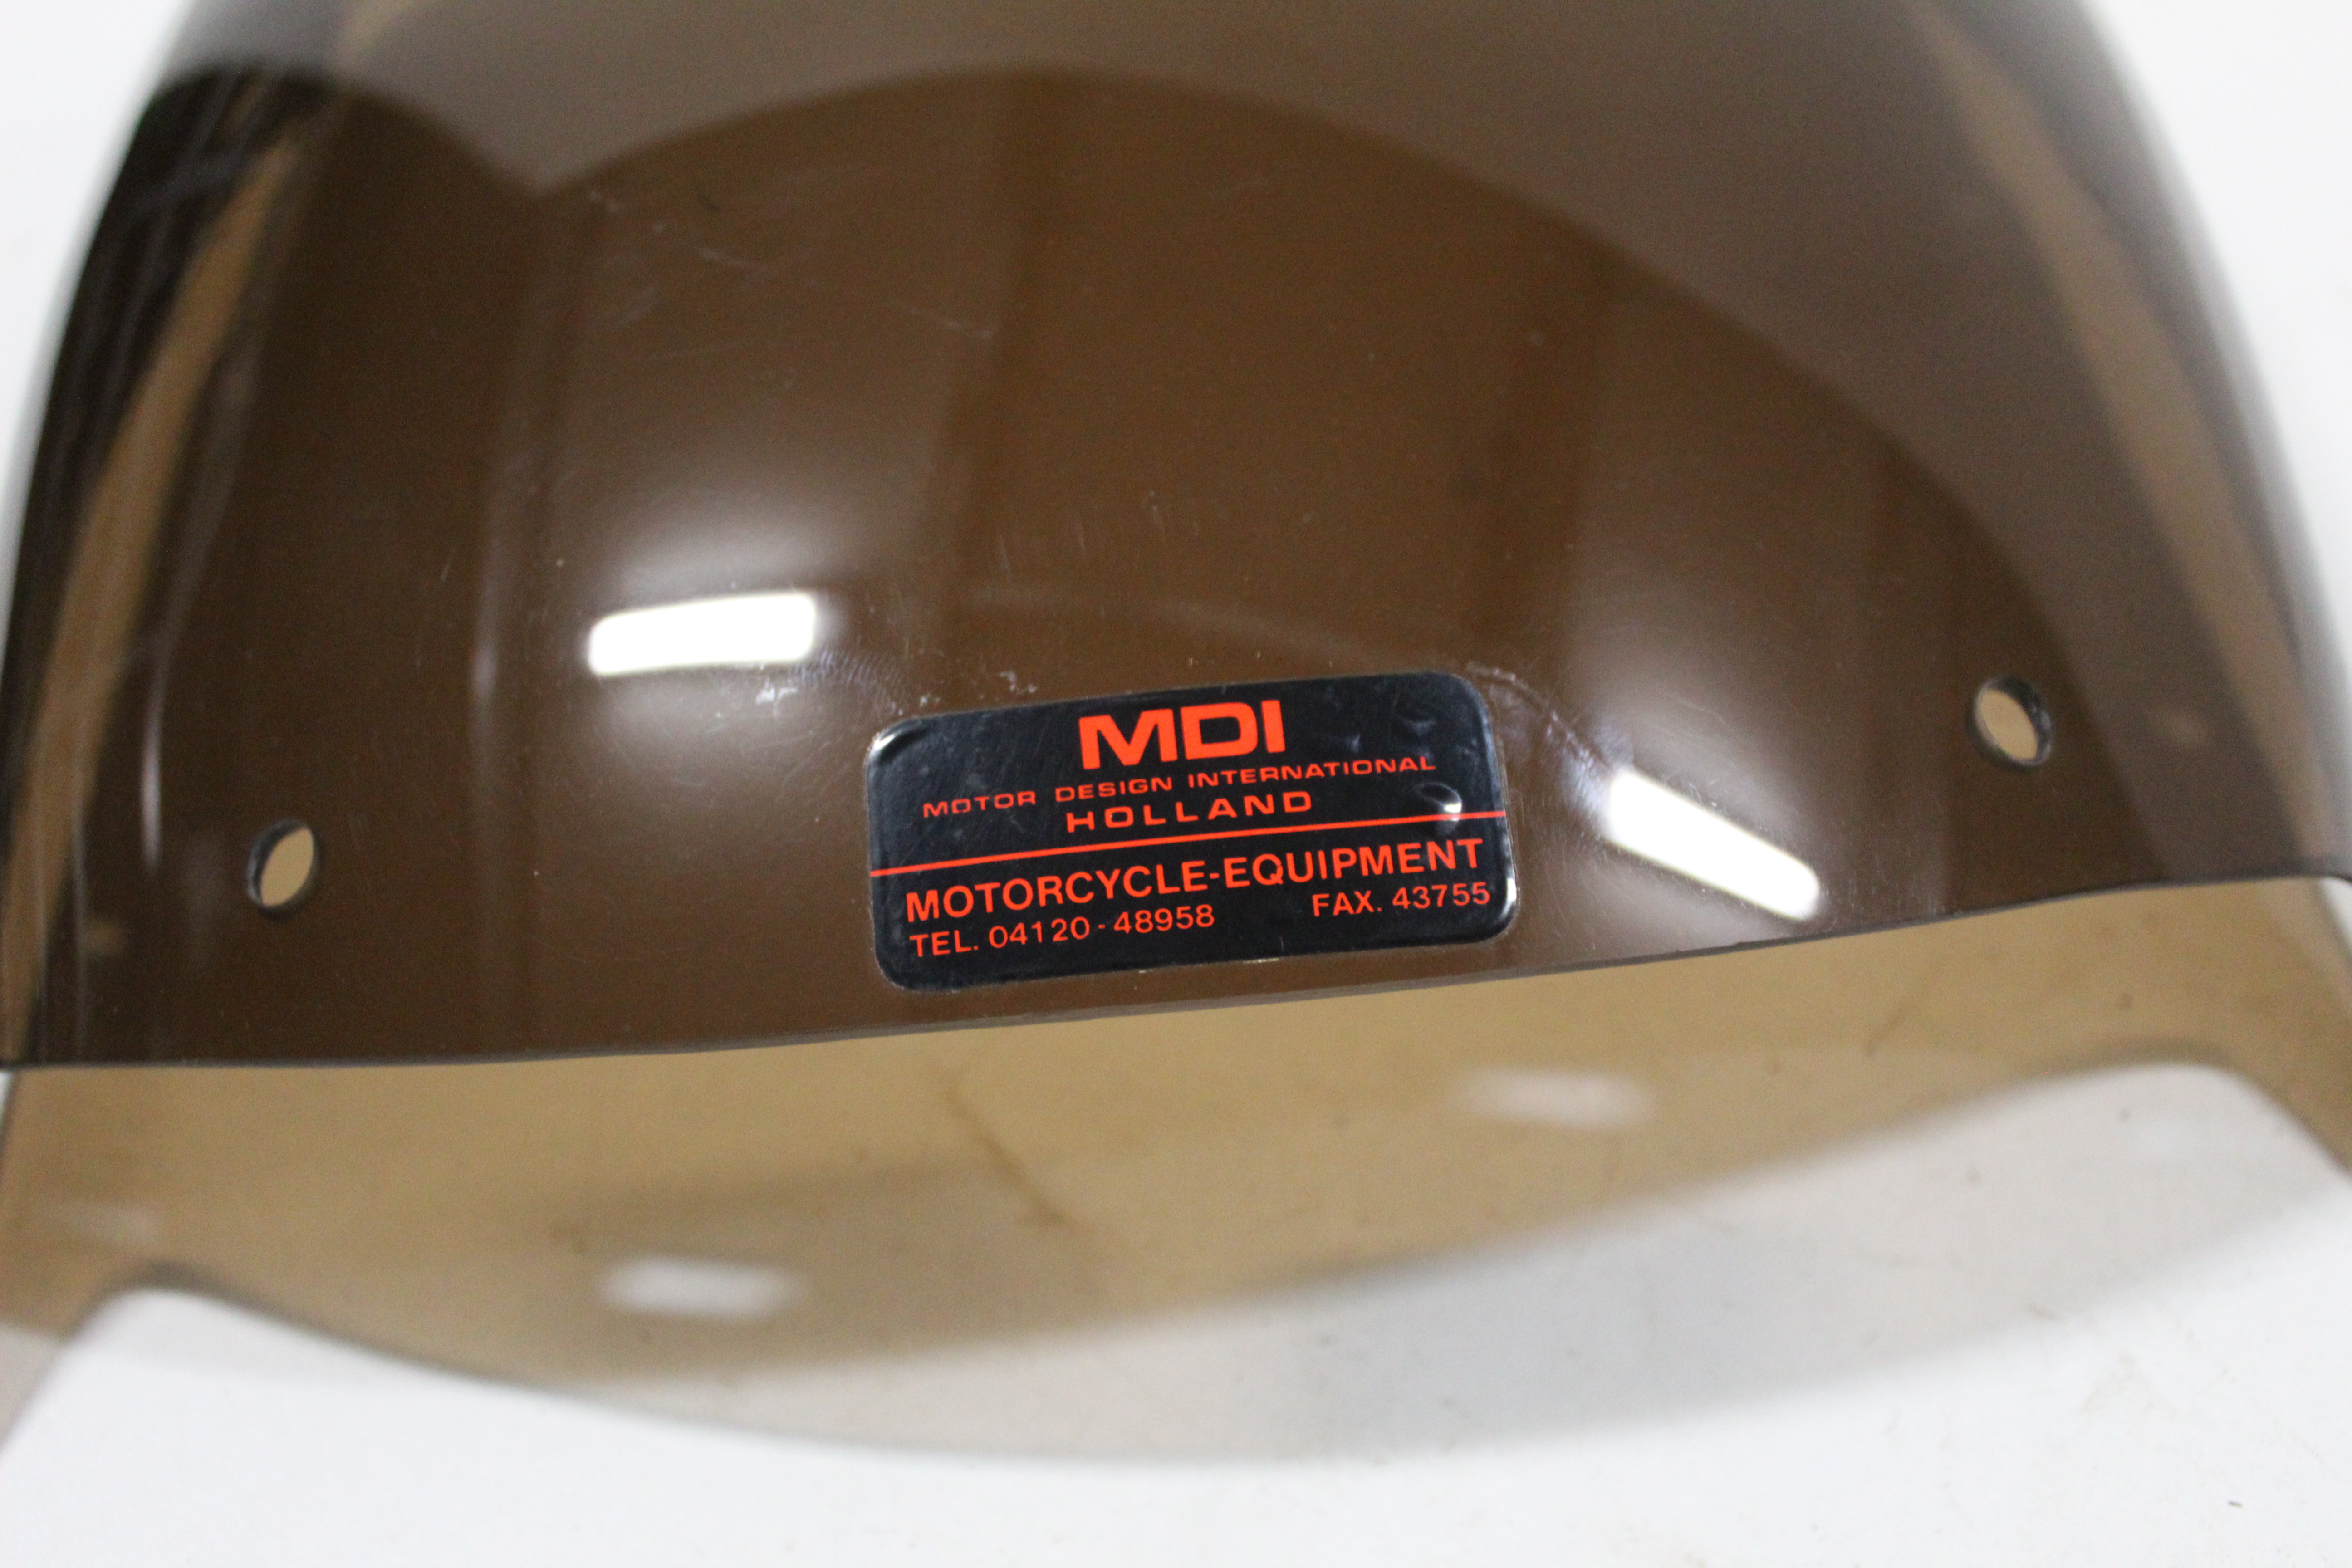 MDI
MOTOR DESIGN INTERNATIONAL
HOLLAND
MOTORCYCLE-EQUIPMENT
TEL. 04120-48958 FAX. 43755